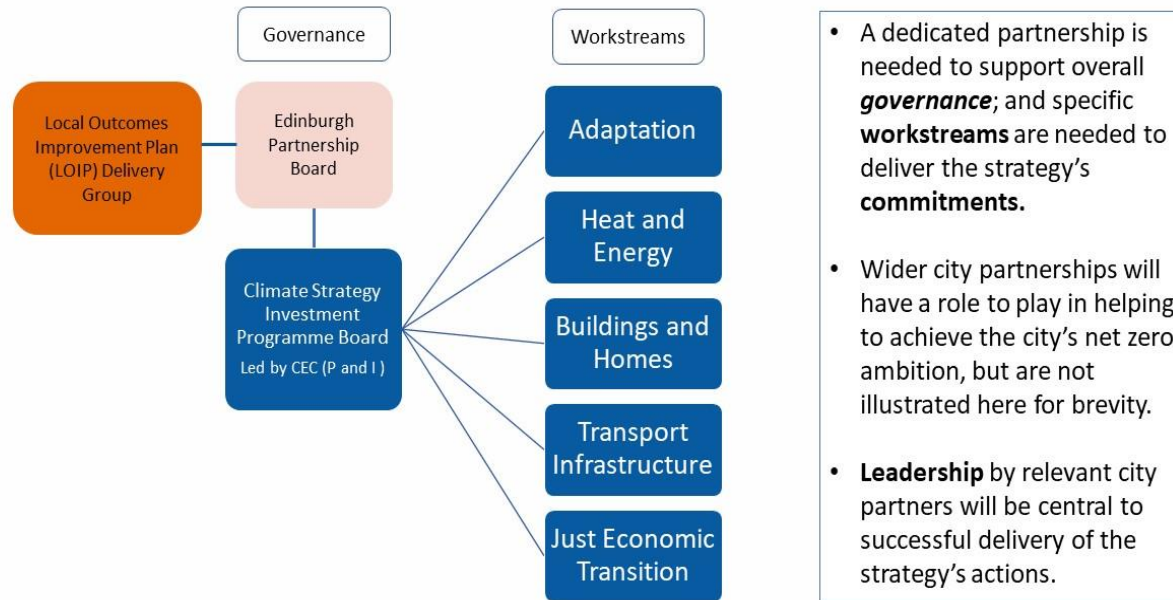 Governance
Workstreams
Local Outcomes
Improvement Plan
(LOIP) Delivery
Group
Edinburgh
Partnership
Board
Climate Strategy
Investment
Programme Board
Led by CEC (P and I )
Adaptation
Heat and
Energy
Buildings and
Homes
Transport
Infrastructure
Just Economic
Transition
• A dedicated partnership is
needed to support overall
governance; and specific
workstreams are needed to
deliver the strategy's
commitments.
• Wider city partnerships will
have a role to play in helping
to achieve the city's net zero
ambition, but are not
illustrated here for brevity.
• Leadership by relevant city
partners will be central to
successful delivery of the
strategy's actions.